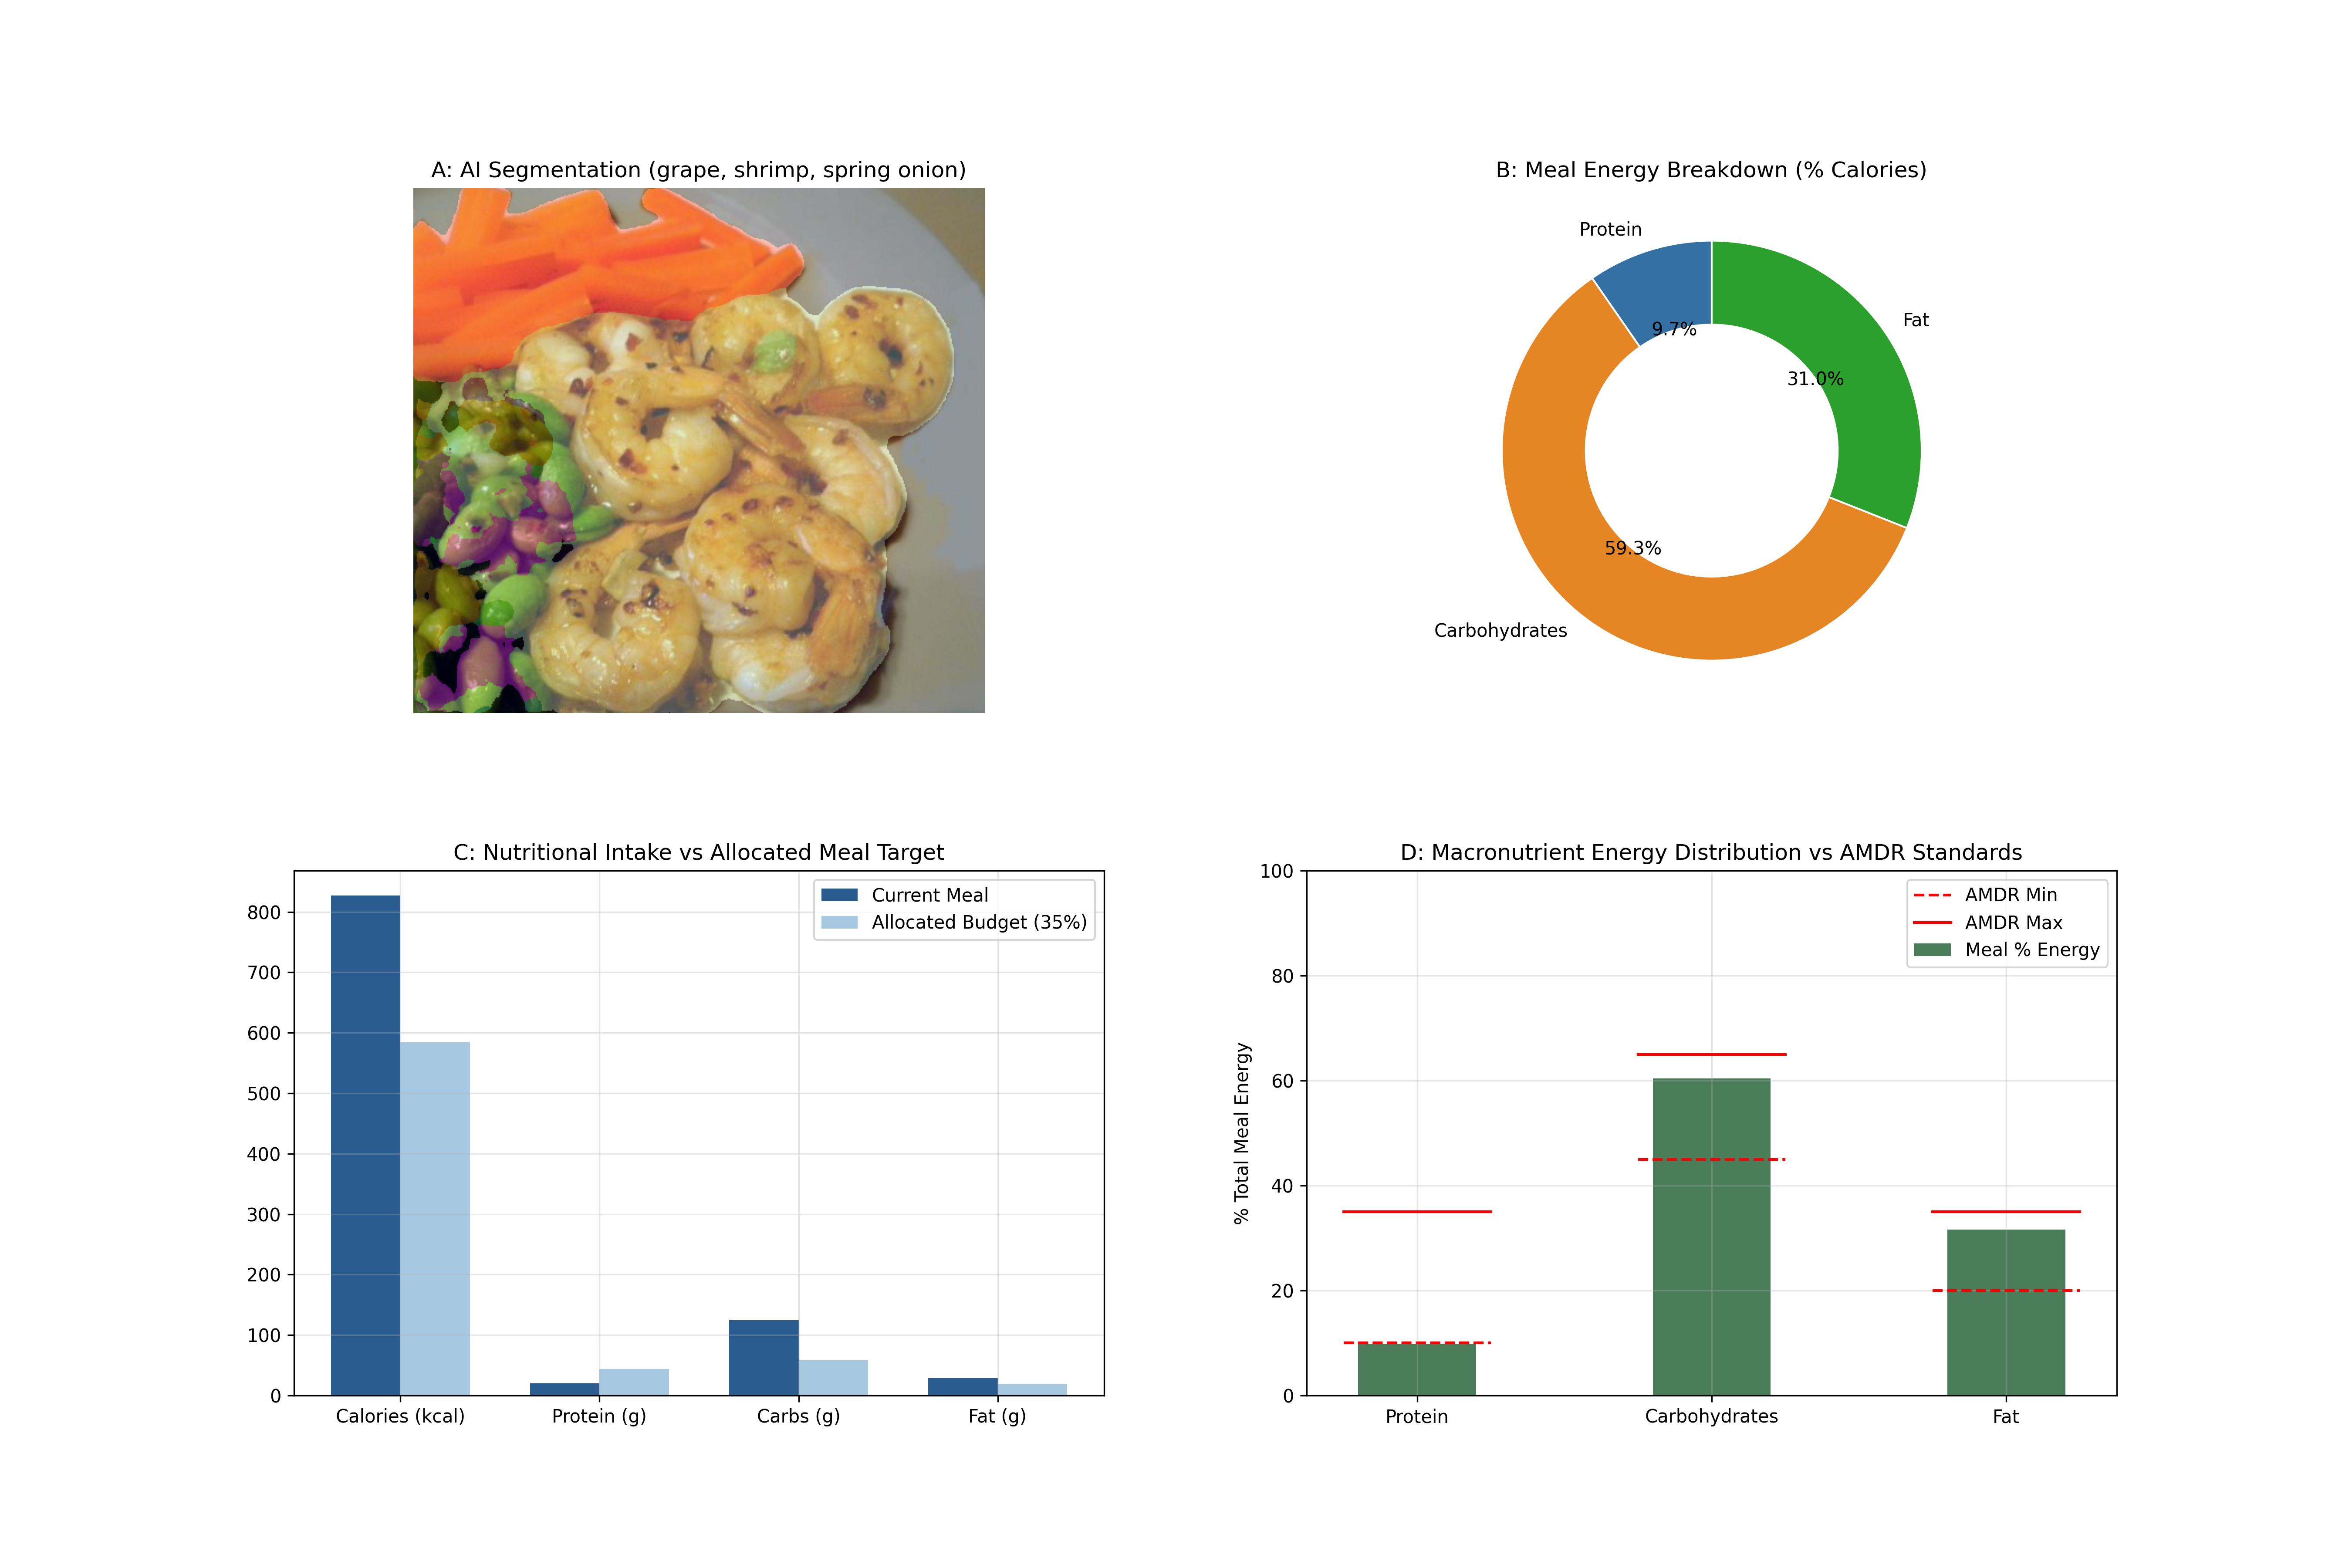 A: AI Segmentation (grape, shrimp, spring onion)
B: Meal Energy Breakdown (% Calories)
Protein
9.7%
Fat
31.0%
59.3%
Carbohydrates
C: Nutritional Intake vs Allocated Meal Target
Current Meal
Allocated Budget (35%)
800
700
600
500
400
300
200
100
0
Calories (kcal)
Protein (g)
Carbs (g)
Fat (g)
D: Macronutrient Energy Distribution vs AMDR Standards
AMDR Min
AMDR Max
Meal % Energy
% Total Meal Energy
100
80
60
40
20
0
Protein
Carbohydrates
Fat